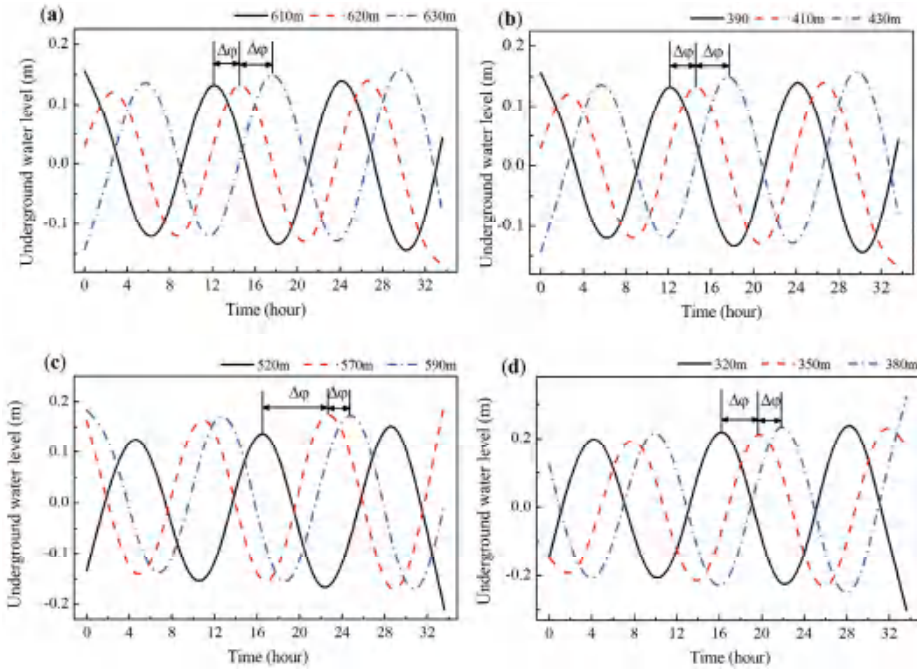 (a) 610m 620m 630m
0.2
0.1
0.0
-0.1
Underground water level (m)
Δφ Δφ
0 4 8 12 16 20 24 28 32
Time (hour)
(b) 390 410m 430m
0.2
0.1
0.0
-0.1
Underground water level (m)
Δφ Δφ
0 4 8 12 16 20 24 28 32
Time (hour)
(c) 520m 570m 590m
0.2
0.1
0.0
-0.1
-0.2
Underground water level (m)
Δφ Δφ
0 4 8 12 16 20 24 28 32
Time (hour)
(d) 320m 350m 380m
0.4
0.2
0.0
-0.2
Underground water level (m)
Δφ Δφ
0 4 8 12 16 20 24 28 32
Time (hour)